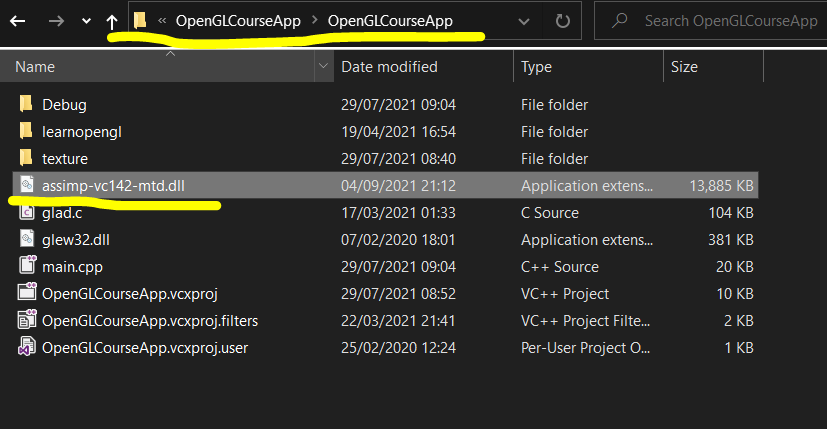 « OpenGLCourseApp > OpenGLCourseApp Search OpenGLCourseApp
Name Date modified Type Size
Debug 29/07/2021 09:04 File folder
learnopengl 19/04/2021 16:54 File folder
texture 29/07/2021 08:40 File folder
assimp-vc142-mtd.dll 04/09/2021 21:12 Application extens... 13,885 KB
glad.c 17/03/2021 01:33 C Source 104 KB
glew32.dll 07/02/2020 18:01 Application extens... 381 KB
main.cpp 29/07/2021 09:04 C++ Source 20 KB
OpenGLCourseApp.vcxproj 29/07/2021 08:52 VC++ Project 10 KB
OpenGLCourseApp.vcxproj.filters 22/03/2021 21:41 VC++ Project Filte... 2 KB
OpenGLCourseApp.vcxproj.user 25/02/2020 12:24 Per-User Project O... 1 KB